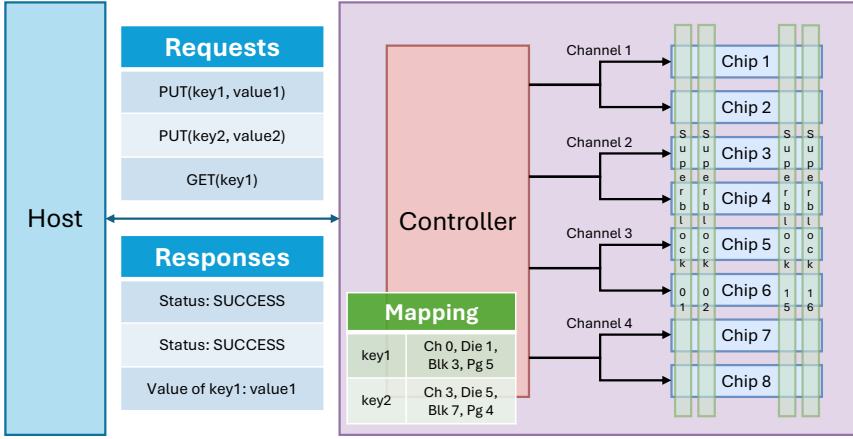 Host
Requests
PUT(key1, value1)
PUT(key2, value2)
GET(key1)
Responses
Status: SUCCESS
Status: SUCCESS
Value of key1: value1
Controller
Mapping
key1
Ch 0, Die 1,
Blk 3, Pg 5
key2
Ch 3, Die 5,
Blk 7, Pg 4
Channel 1
Channel 2
Channel 3
Channel 4
Chip 1
Chip 2
Chip 3
Chip 4
Chip 5
Chip 6
Chip 7
Chip 8
Superblock 01
Superblock 02
Superblock 15
Superblock 16